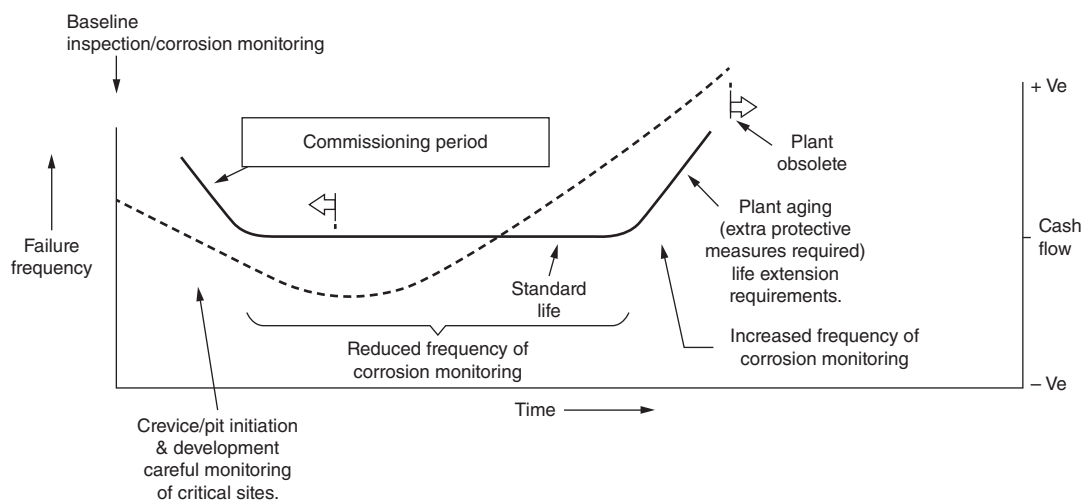 Baseline
inspection/corrosion monitoring
+ Ve
Commissioning period
Plant
obsolete
Failure
frequency
Plant aging
(extra protective
measures required)
life extension
requirements.
Cash
flow
Standard
life
Reduced frequency of
corrosion monitoring
Increased frequency of
corrosion monitoring
– Ve
Time
Crevice/pit initiation
& development
careful monitoring
of critical sites.